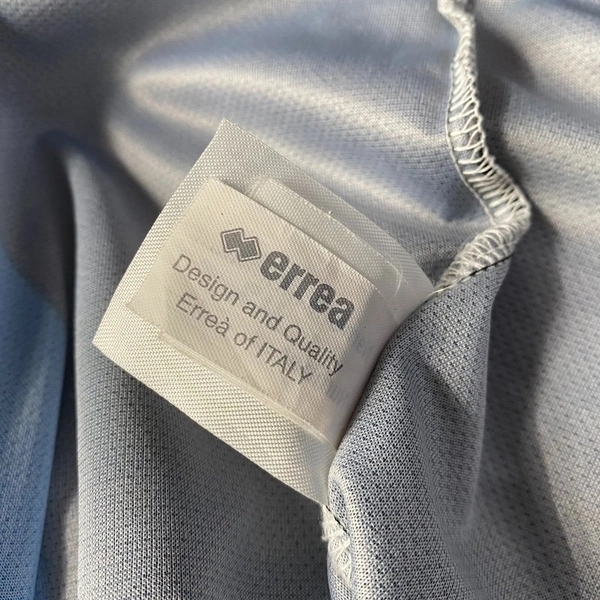 errea
Design and Quality
Erreà of ITALY